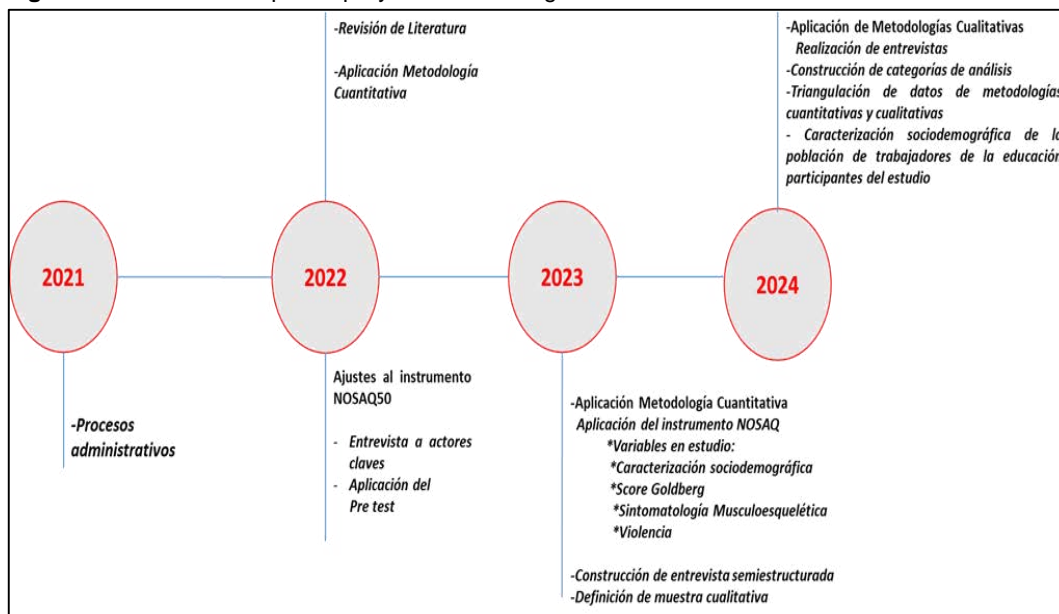 -Revisión de Literatura
-Aplicación Metodología
Cuantitativa
-Aplicación de Metodologías Cualitativas
Realización de entrevistas
-Construcción de categorías de análisis
-Triangulación de datos de metodologías
cuantitativas y cualitativas
- Caracterización sociodemográfica de la
población de trabajadores de la educación
participantes del estudio
2021
2022
2023
2024
-Procesos
administrativos
Ajustes al instrumento
NOSAQ50
- Entrevista a actores
claves
- Aplicación del
Pre test
-Aplicación Metodología Cuantitativa
Aplicación del instrumento NOSAQ
*Variables en estudio:
*Caracterización sociodemográfica
*Score Goldberg
*Sintomatología Musculoesquelética
*Violencia
-Construcción de entrevista semiestructurada
-Definición de muestra cualitativa